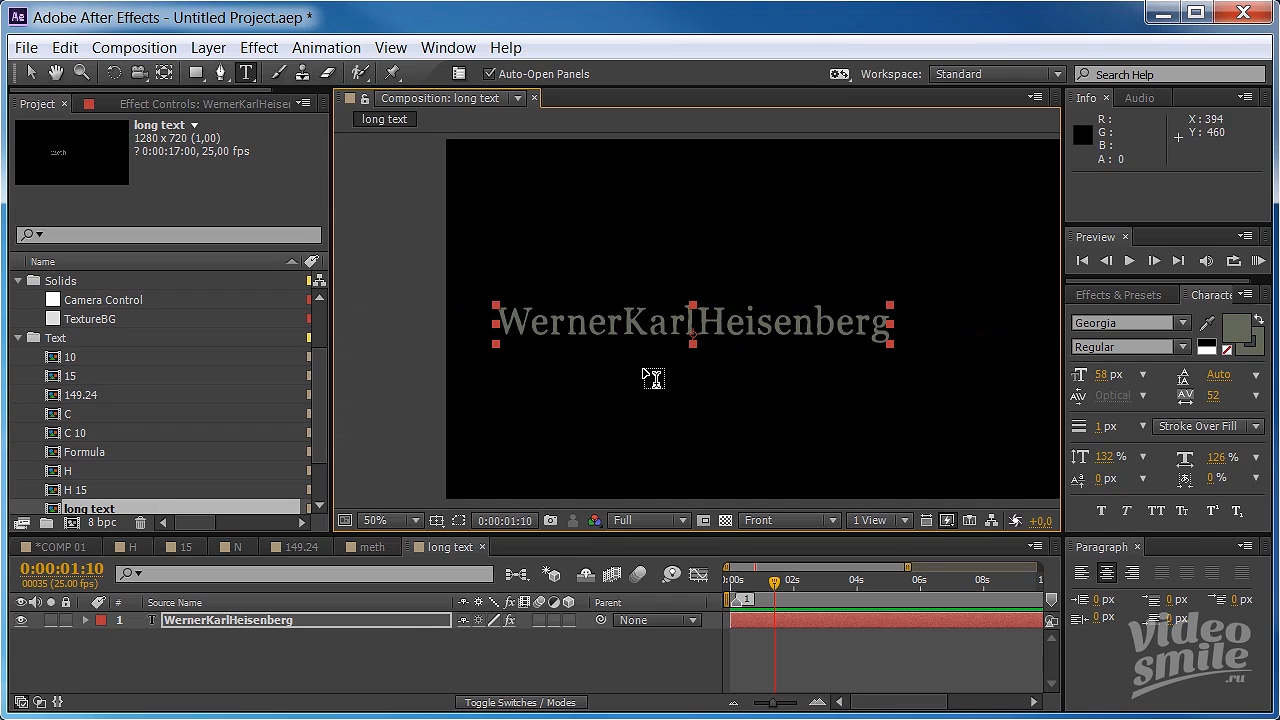 Adobe After Effects - Untitled Project.aep *
File Edit Composition Layer Effect Animation View Window Help
Auto-Open Panels
Workspace: Standard
Search Help
Project
Effect Controls: WernerKarlHeisen
long text
1280 x 720 (1,00)
? 0:00:17:00, 25,00 fps
Name
Solids
Camera Control
TextureBG
Text
10
15
149.24
C
C 10
Formula
H
H 15
long text
8 bpc
Composition: long text
long text
WernerKarlHeisenberg
50%
0:00:01:10
Full
Front
1 View
+0,0
Info
Audio
R :
G :
B :
A : 0
X : 394
Y : 460
Preview
Effects & Presets
Characte
Georgia
Regular
58 px
Auto
Optical
52
1 px
Stroke Over Fill
132 %
126 %
0 px
0 %
T T TT Tr T¹ T₁
*COMP 01
H
15
N
149.24
meth
long text
0:00:01:10
00035 (25.00 fps)
# Source Name
Parent
1 T WernerKarlHeisenberg
None
:00s 02s 04s 06s 08s 1
1
Toggle Switches / Modes
Paragraph
0 px 0 px 0 px
0 px 0 px
video
smile
.ru